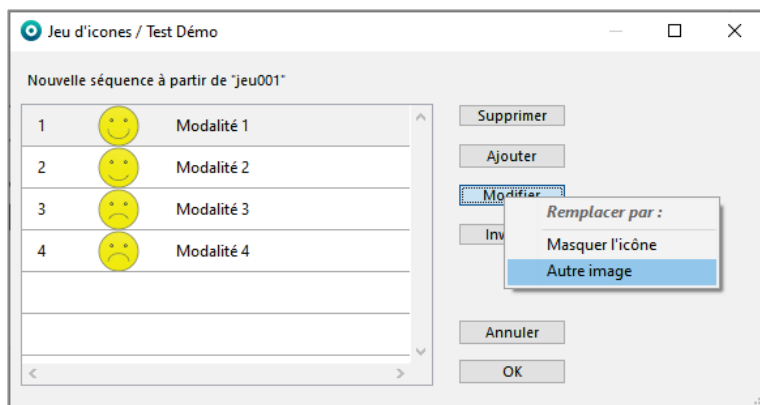 Jeu d'icones / Test Démo
Nouvelle séquence à partir de "jeu001"
1 Modalité 1
2 Modalité 2
3 Modalité 3
4 Modalité 4
Supprimer
Ajouter
Modifier
Remplacer par :
Masquer l'icône
Autre image
Annuler
OK